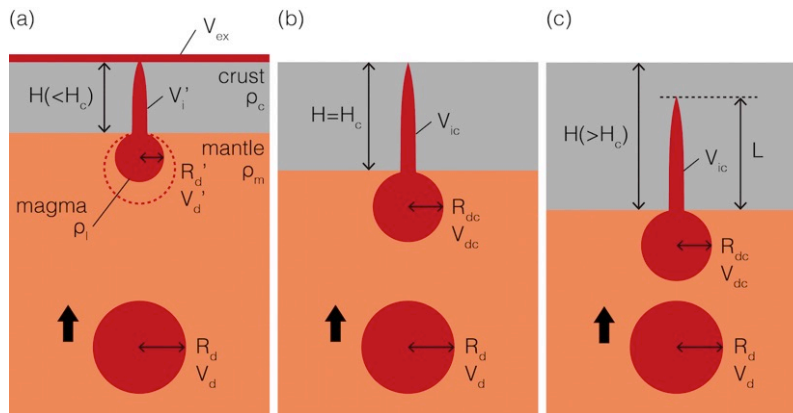 (a)
V_ex
H(<H_c)
V_i'
crust
ρ_c
mantle
ρ_m
R_d'
V_d'
magma
ρ_l
R_d
V_d
(b)
H=H_c
V_ic
R_dc
V_dc
R_d
V_d
(c)
H(>H_c)
V_ic
L
R_dc
V_dc
R_d
V_d